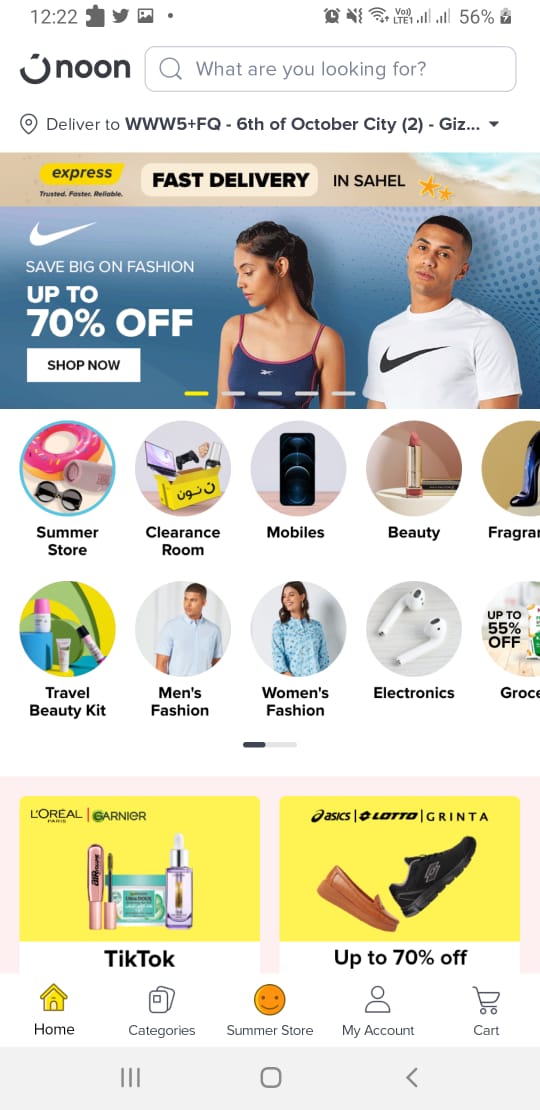 12:22
Vo))
LTE1
56%
noon
What are you looking for?
Deliver to WWW5+FQ - 6th of October City (2) - Giz...
express
Trusted. Faster. Reliable.
FAST DELIVERY
IN SAHEL
SAVE BIG ON FASHION
UP TO
70% OFF
SHOP NOW
ن نون
Summer
Store
Clearance
Room
Mobiles
Beauty
Fragran
Travel
Beauty Kit
Men's
Fashion
Women's
Fashion
Electronics
UP TO
55%
OFF
Groce
L'ORÉAL
PARIS
GARNIER
TikTok
asics | LOTTO | GRINTA
Up to 70% off
Home
Categories
Summer Store
My Account
Cart